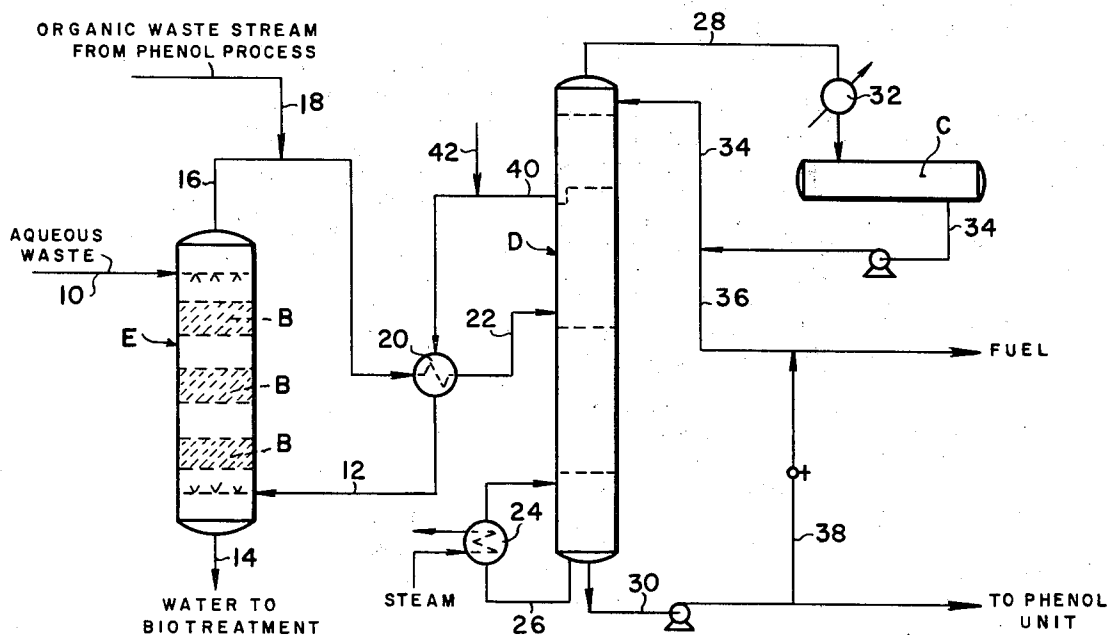 ORGANIC WASTE STREAM
FROM PHENOL PROCESS
18
16
AQUEOUS
WASTE
10
E
B
B
B
14
WATER TO
BIOTREATMENT
12
20
22
42
40
D
24
STEAM
26
28
32
C
34
34
36
FUEL
38
30
TO PHENOL
UNIT